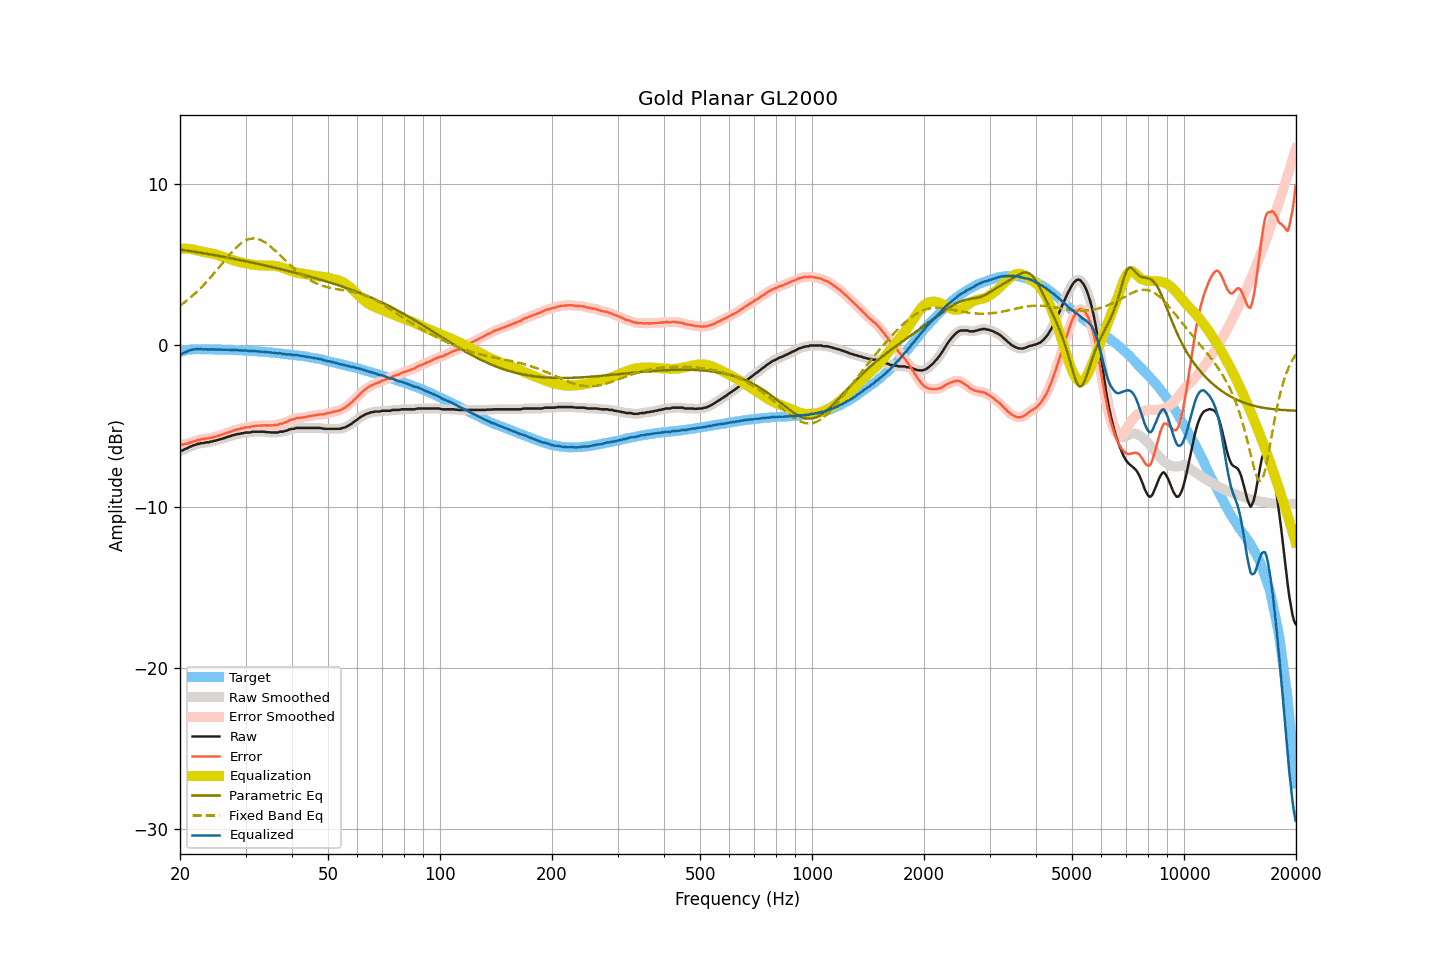 Gold Planar GL2000
Amplitude (dBr)
10
0
−10
−20
−30
Target
Raw Smoothed
Error Smoothed
Raw
Error
Equalization
Parametric Eq
Fixed Band Eq
Equalized
20 50 100 200 500 1000 2000 5000 10000 20000
Frequency (Hz)